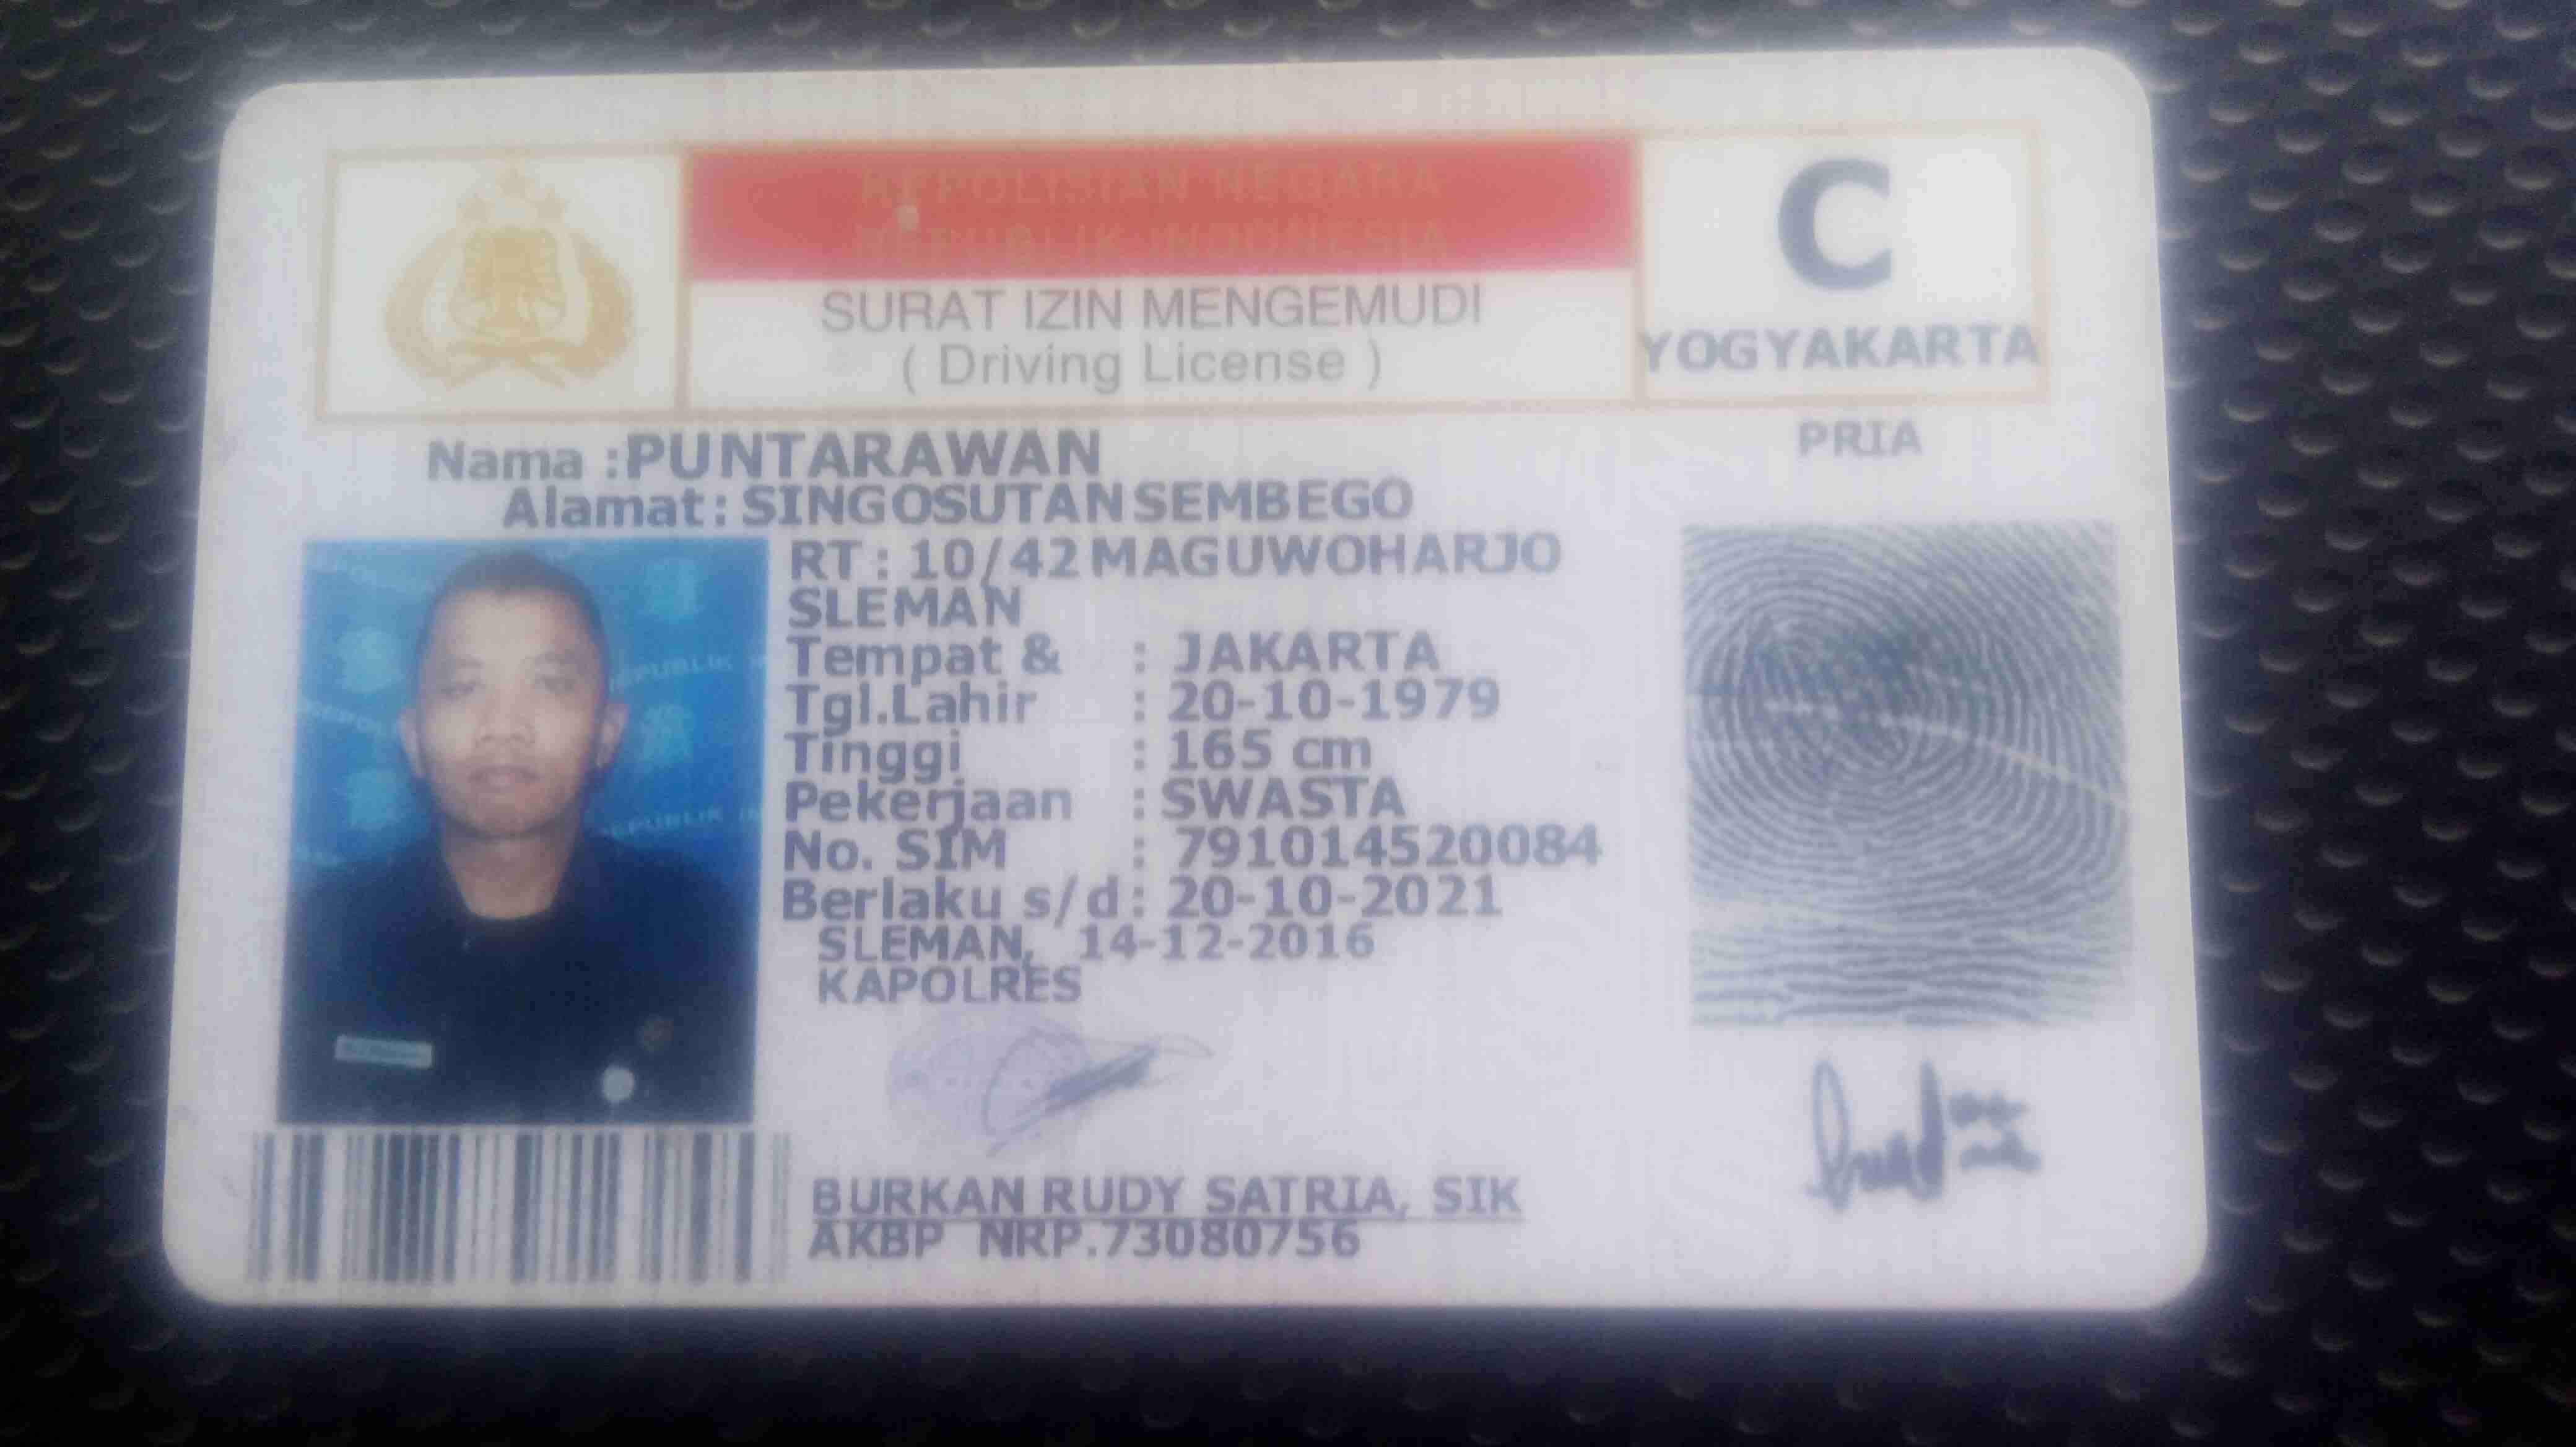 KEPOLISIAN NEGARA
REPUBLIK INDONESIA
SURAT IZIN MENGEMUDI
( Driving License )
C
YOGYAKARTA
PRIA
Nama :PUNTARAWAN
Alamat: SINGOSUTAN SEMBEGO
RT : 10/42 MAGUWOHARJO
SLEMAN
Tempat & : JAKARTA
Tgl.Lahir : 20-10-1979
Tinggi : 165 cm
Pekerjaan : SWASTA
No. SIM : 791014520084
Berlaku s/d : 20-10-2021
SLEMAN, 14-12-2016
KAPOLRES
BURKAN RUDY SATRIA, SIK
AKBP NRP.73080756